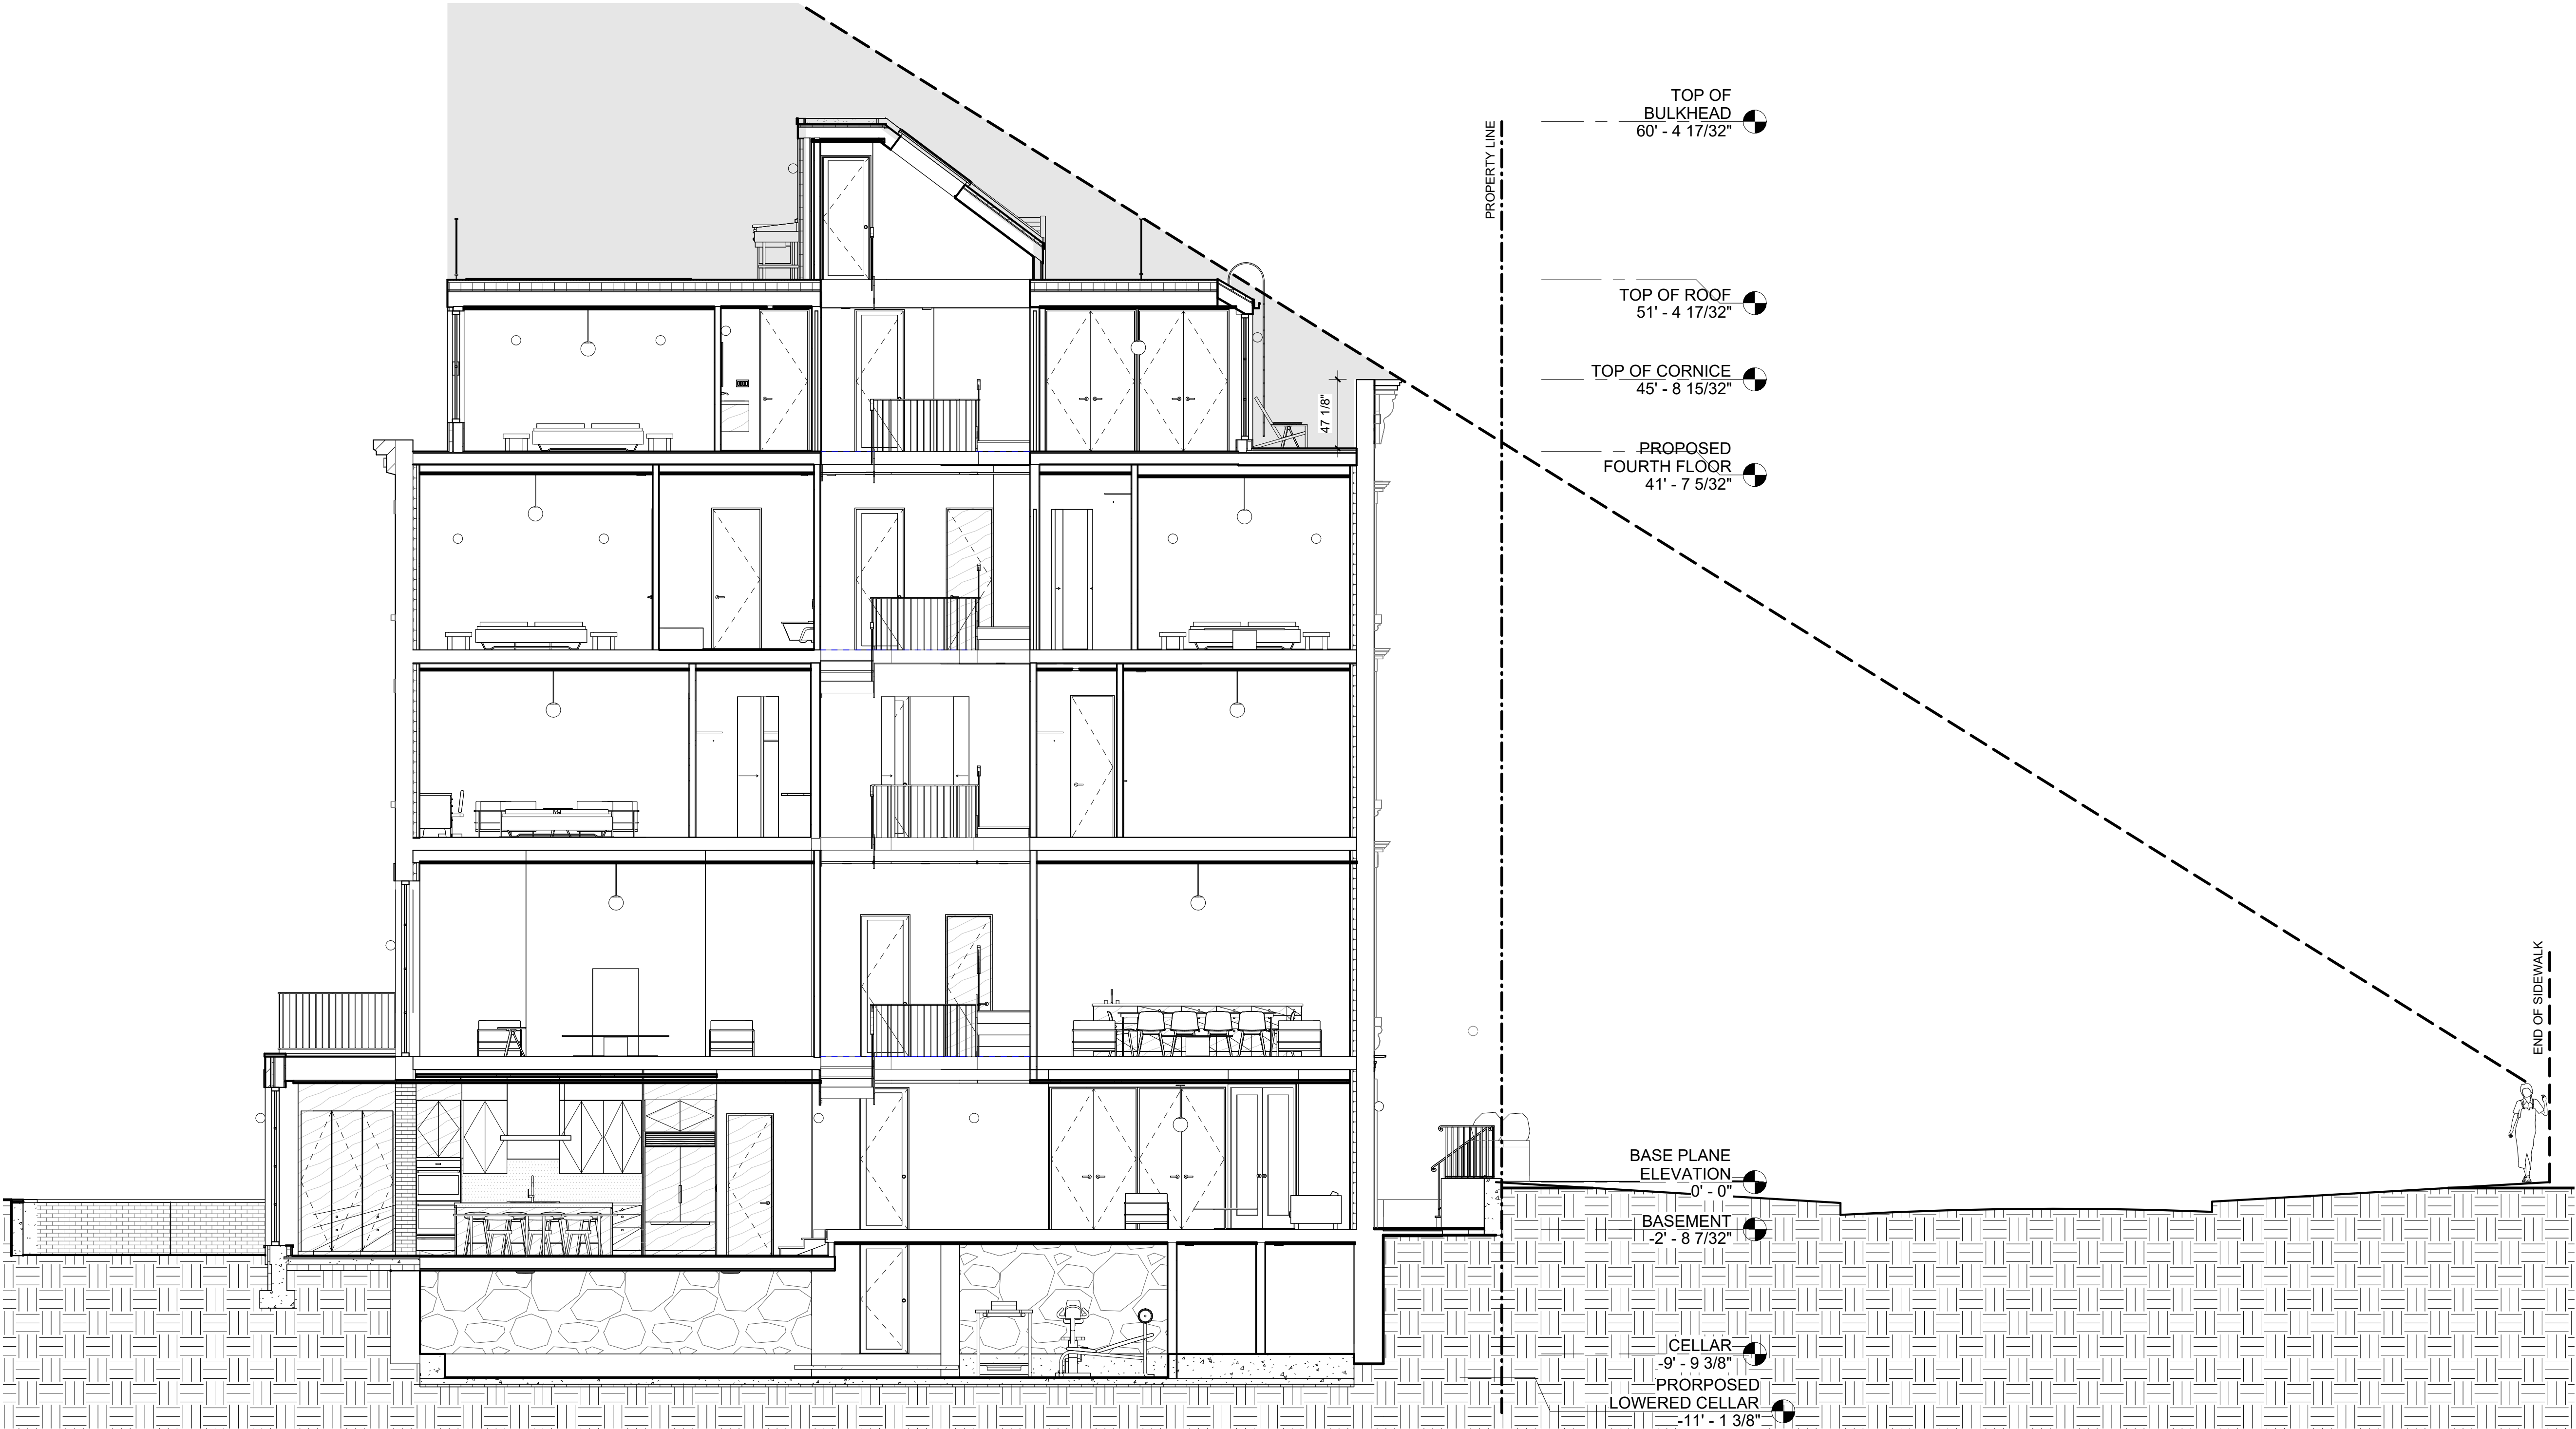 TOP OF
BULKHEAD
60' - 4 17/32"
PROPERTY LINE
TOP OF ROOF
51' - 4 17/32"
TOP OF CORNICE
45' - 8 15/32"
47 1/8"
PROPOSED
FOURTH FLOOR
41' - 7 5/32"
END OF SIDEWALK
BASE PLANE
ELEVATION
0' - 0"
BASEMENT
-2' - 8 7/32"
CELLAR
-9' - 9 3/8"
PRORPOSED
LOWERED CELLAR
-11' - 1 3/8"